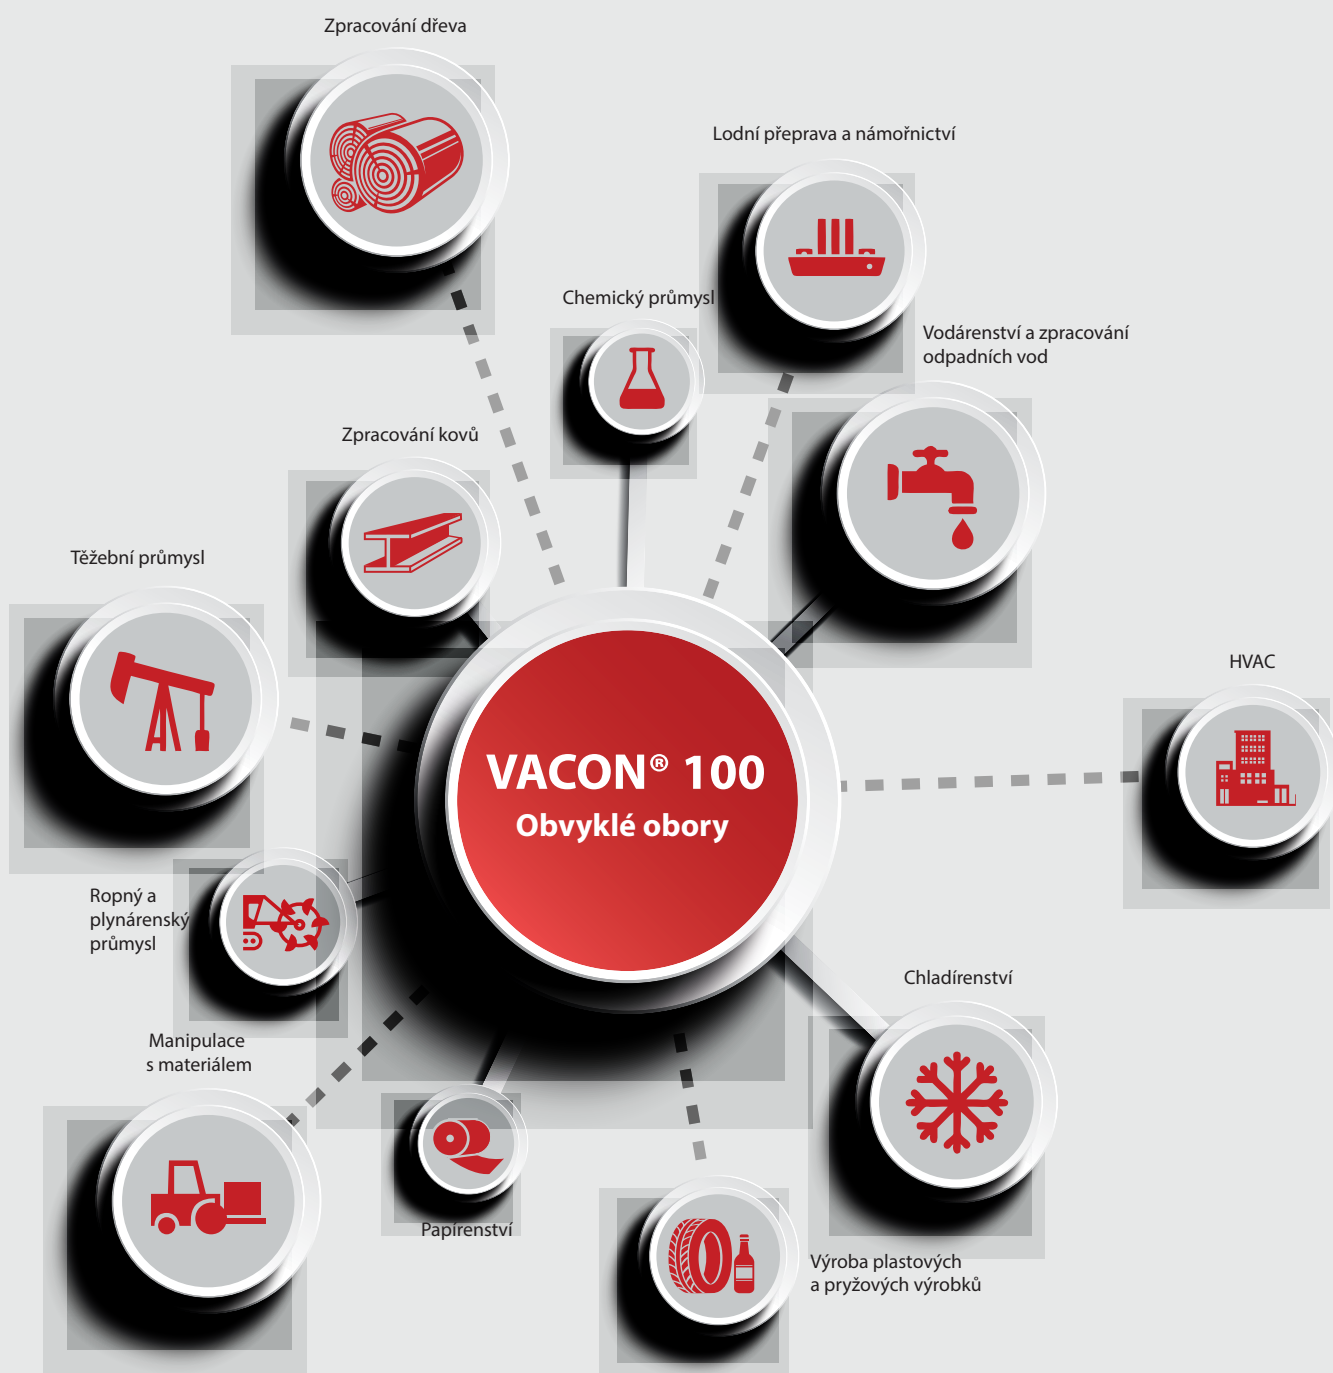 Zpracování dřeva
Lodní přeprava a námořnictví
Chemický průmysl
Vodárenství a zpracování
odpadních vod
Zpracování kovů
Těžební průmysl
HVAC
VACON® 100
Obvyklé obory
Ropný a
plynárenský
průmysl
Chladírenství
Manipulace
s materiálem
Papírenství
Výroba plastových
a pryžových výrobků